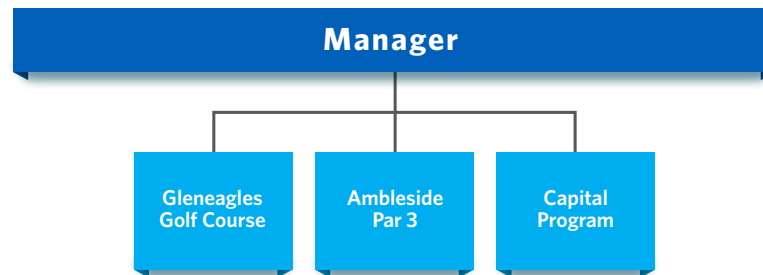 Manager
Gleneagles
Golf Course
Ambleside
Par 3
Capital
Program